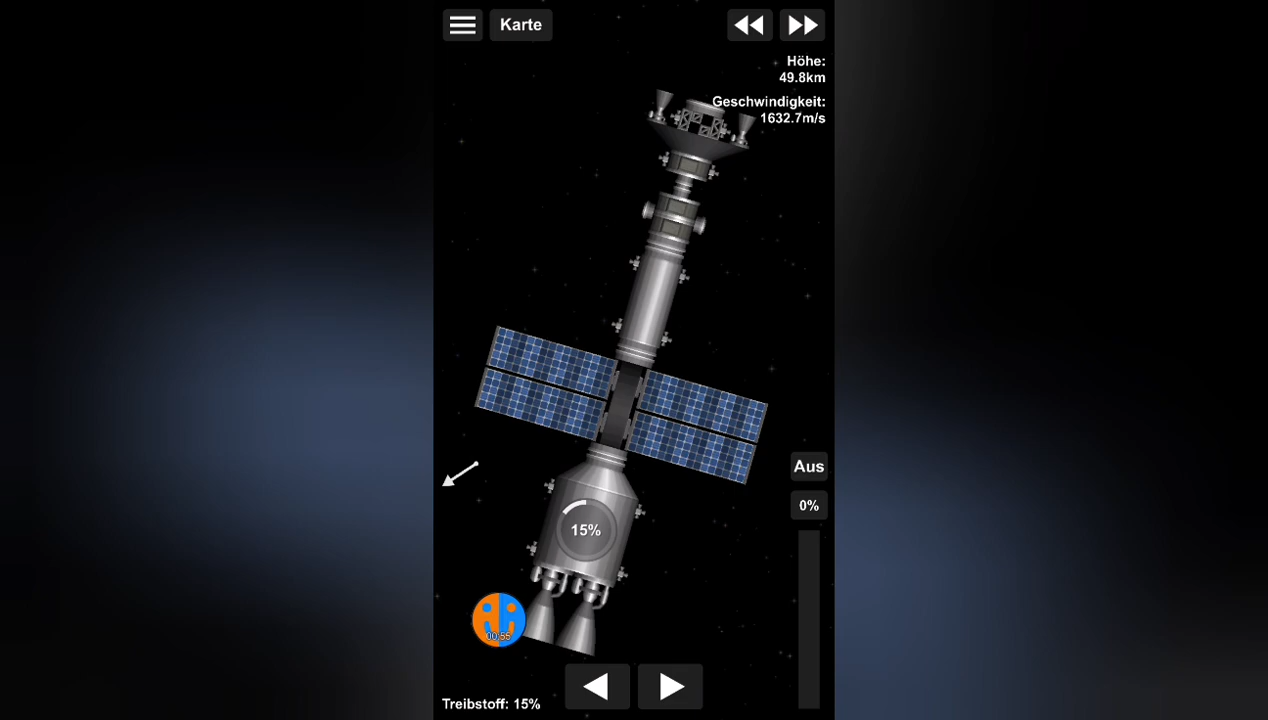 Karte
Höhe:
49.8km
Geschwindigkeit:
1632.7m/s
Aus
0%
15%
00:55
Treibstoff: 15%